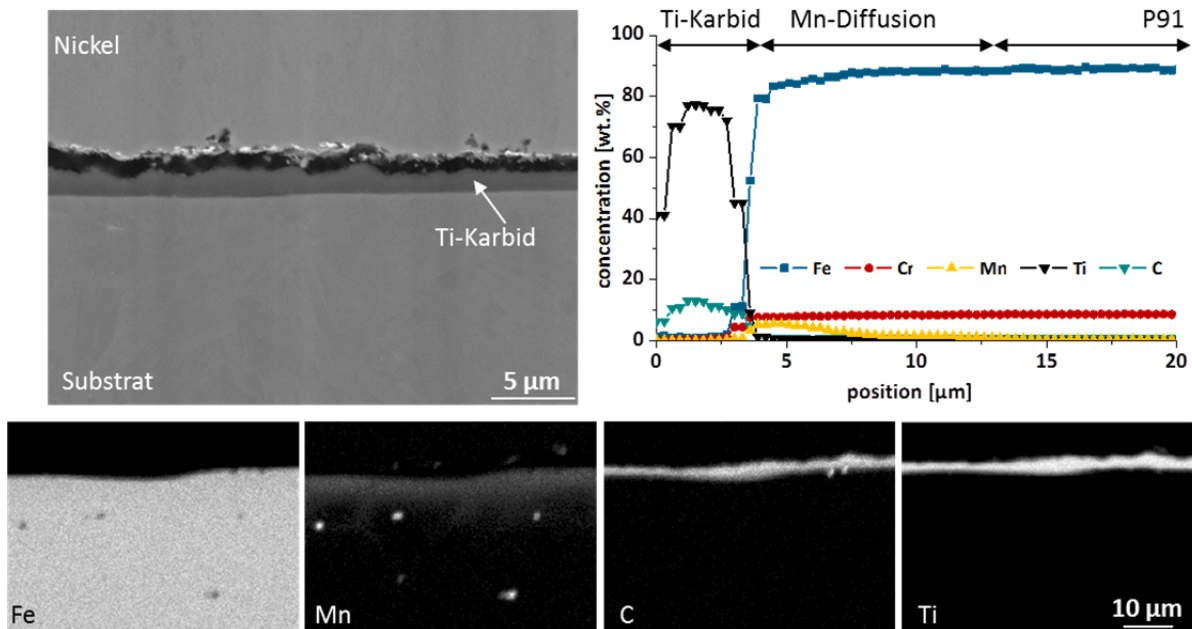 Nickel
Ti-Karbid
Substrat
5 µm
Ti-Karbid Mn-Diffusion P91
100
80
60
40
20
0
concentration [wt.%]
Fe Cr Mn Ti C
0 5 10 15 20
position [µm]
Fe
Mn
C
Ti
10 µm